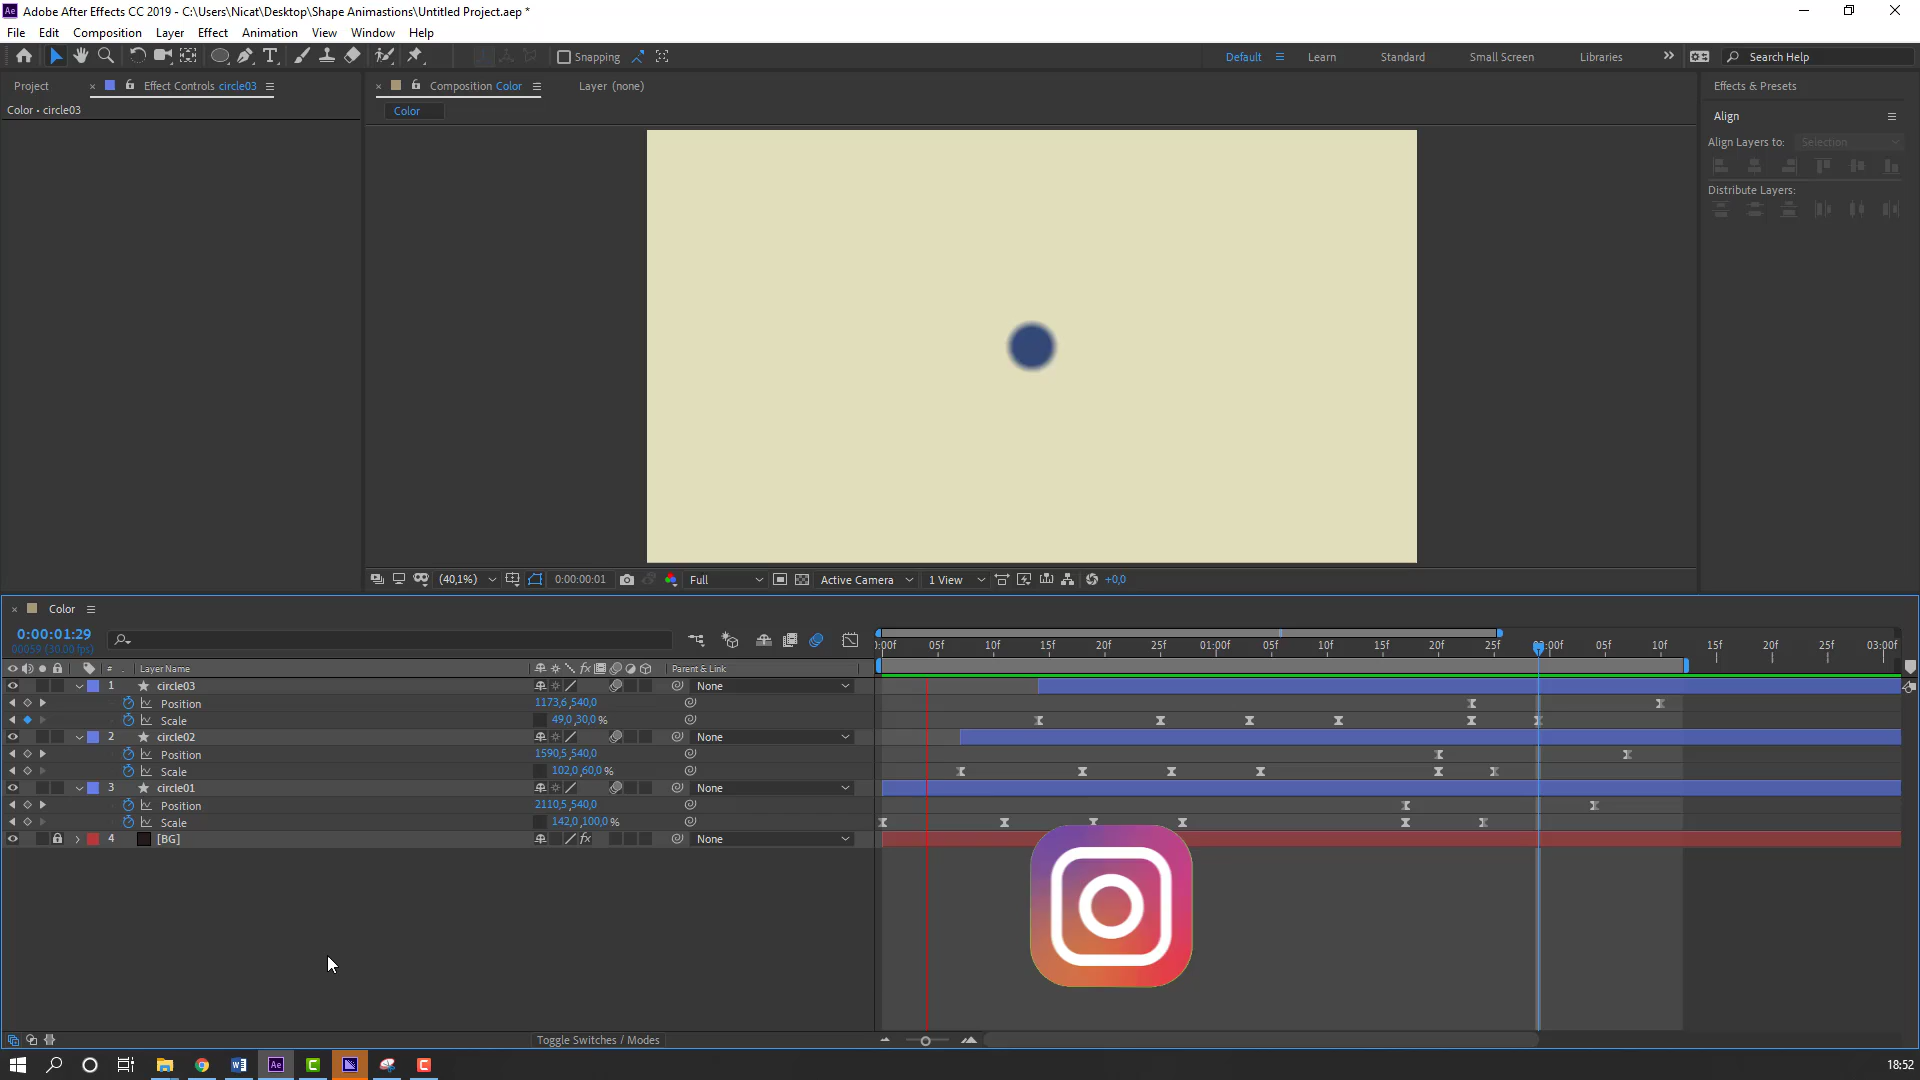 Adobe After Effects CC 2019 - C:\Users\Nicat\Desktop\Shape Animastions\Untitled Project.aep *
File Edit Composition Layer Effect Animation View Window Help
Snapping Default Learn Standard Small Screen Libraries Search Help
Project Effect Controls circle03 Composition Color Layer (none) Effects & Presets
Color • circle03 Color Align
Align Layers to: Selection
Distribute Layers:
(40,1%) 0:00:00:01 Full Active Camera 1 View +0,0
Color
0:00:01:29
00059 (30.00 fps)
:00f 05f 10f 15f 20f 25f 01:00f 05f 10f 15f 20f 25f 05f 10f 15f 20f 25f 03:00f
# Layer Name Parent & Link
1 circle03 None
Position 1173,6,540,0
Scale 49,0,30,0 %
2 circle02 None
Position 1590,5,540,0
Scale 102,0,60,0 %
3 circle01 None
Position 2110,5,540,0
Scale 142,0,100,0 %
4 [BG] fx None
Toggle Switches / Modes
18:52